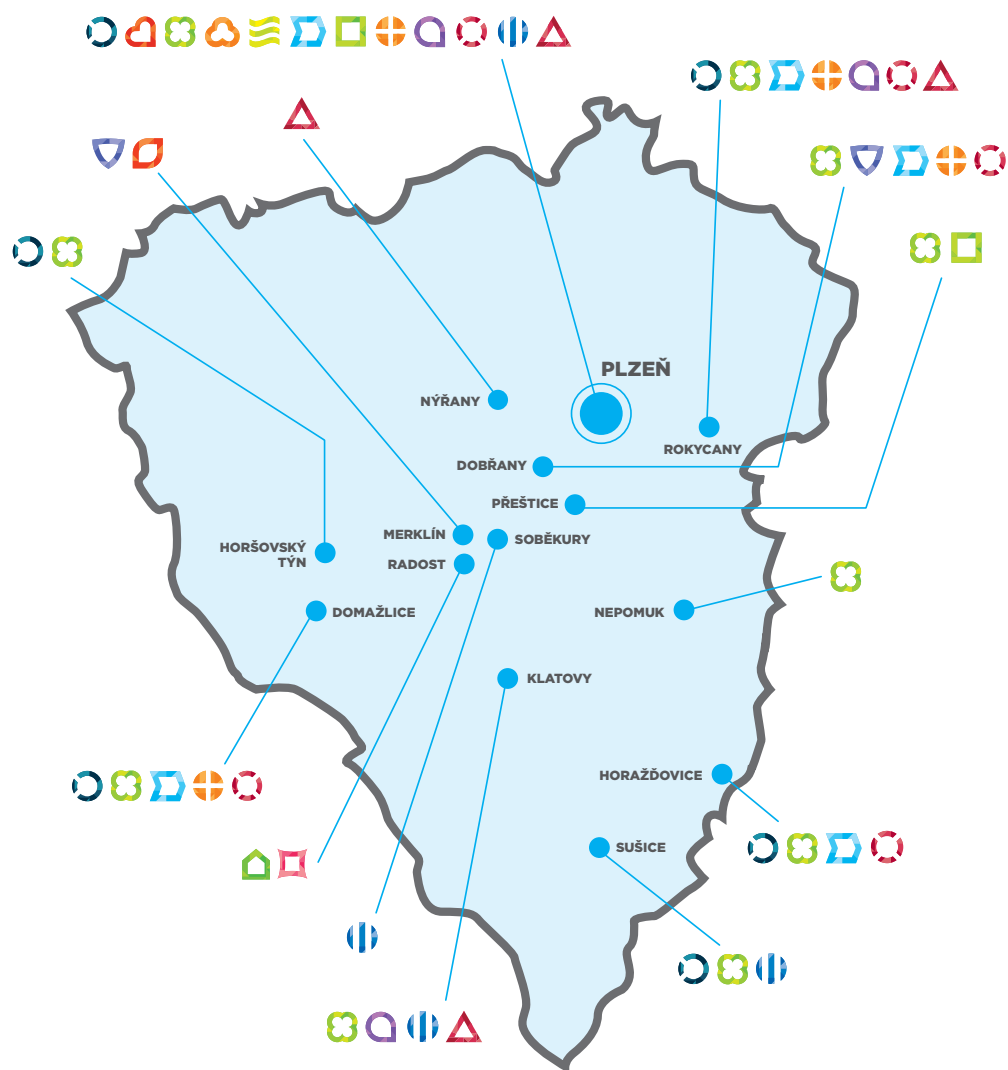 PLZEŇ
NÝŘANY
ROKYCANY
DOBŘANY
PŘEŠTICE
MERKLÍN
SOBĚKURY
HORŠOVSKÝ
TÝN
RADOST
DOMAŽLICE
NEPOMUK
KLATOVY
HORAŽĎOVICE
SUŠICE